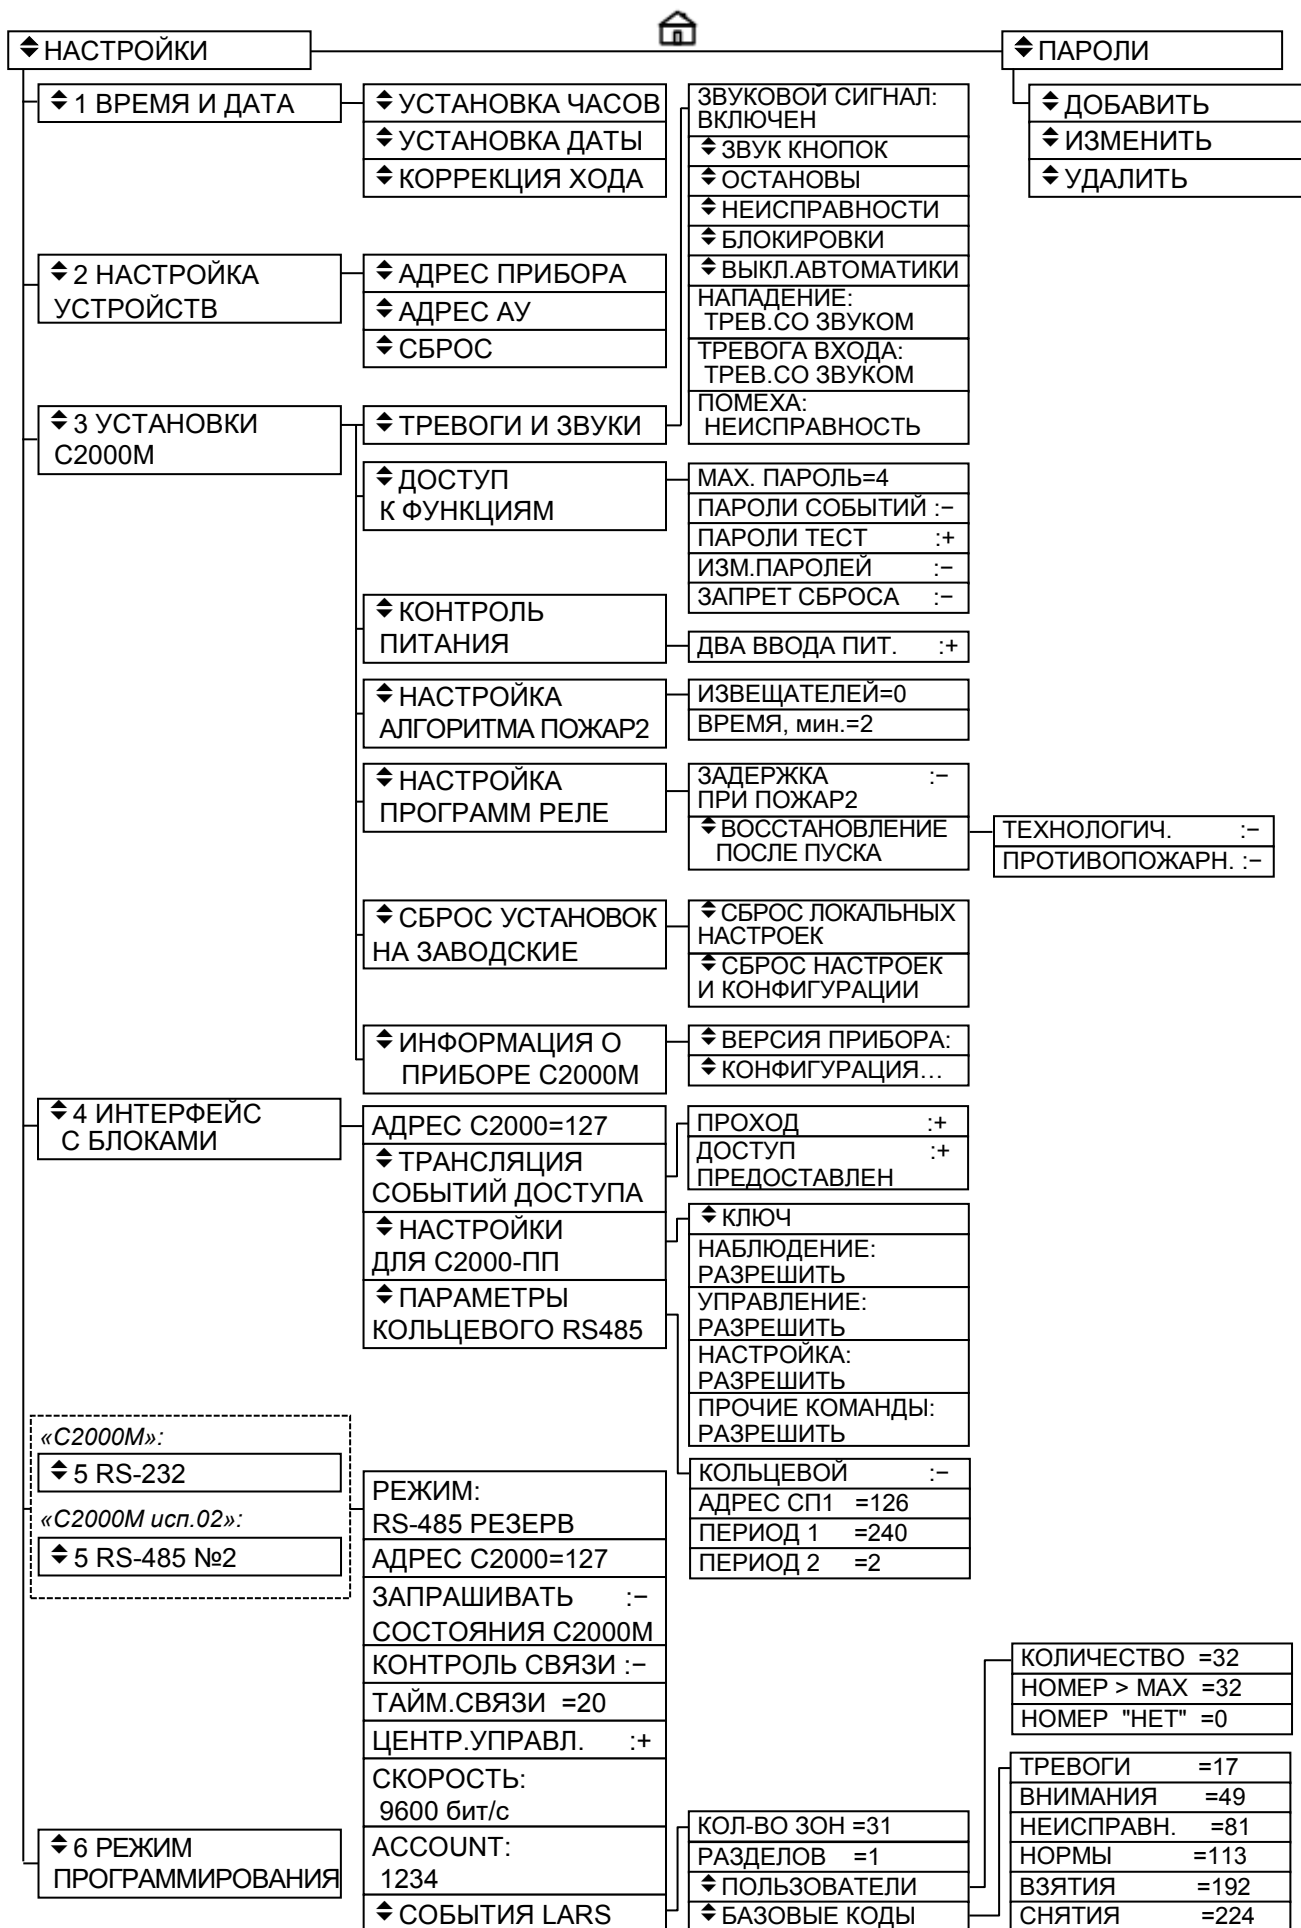 НАСТРОЙКИ
ПАРОЛИ
ДОБАВИТЬ
ИЗМЕНИТЬ
УДАЛИТЬ
1 ВРЕМЯ И ДАТА
УСТАНОВКА ЧАСОВ
УСТАНОВКА ДАТЫ
КОРРЕКЦИЯ ХОДА
2 НАСТРОЙКА
УСТРОЙСТВ
АДРЕС ПРИБОРА
АДРЕС АУ
СБРОС
3 УСТАНОВКИ
С2000М
ТРЕВОГИ И ЗВУКИ
ЗВУКОВОЙ СИГНАЛ:
ВКЛЮЧЕН
ЗВУК КНОПОК
ОСТАНОВЫ
НЕИСПРАВНОСТИ
БЛОКИРОВКИ
ВЫКЛ.АВТОМАТИКИ
НАПАДЕНИЕ:
ТРЕВ.СО ЗВУКОМ
ТРЕВОГА ВХОДА:
ТРЕВ.СО ЗВУКОМ
ПОМЕХА:
НЕИСПРАВНОСТЬ
ДОСТУП
К ФУНКЦИЯМ
МАХ. ПАРОЛЬ=4
ПАРОЛИ СОБЫТИЙ :−
ПАРОЛИ ТЕСТ :+
ИЗМ.ПАРОЛЕЙ :−
ЗАПРЕТ СБРОСА :−
КОНТРОЛЬ
ПИТАНИЯ
ДВА ВВОДА ПИТ. :+
НАСТРОЙКА
АЛГОРИТМА ПОЖАР2
ИЗВЕЩАТЕЛЕЙ=0
ВРЕМЯ, мин.=2
НАСТРОЙКА
ПРОГРАММ РЕЛЕ
ЗАДЕРЖКА :−
ПРИ ПОЖАР2
ВОССТАНОВЛЕНИЕ
ПОСЛЕ ПУСКА
ТЕХНОЛОГИЧ. :−
ПРОТИВОПОЖАРН. :−
СБРОС УСТАНОВОК
НА ЗАВОДСКИЕ
СБРОС ЛОКАЛЬНЫХ
НАСТРОЕК
СБРОС НАСТРОЕК
И КОНФИГУРАЦИИ
ИНФОРМАЦИЯ О
ПРИБОРЕ С2000М
ВЕРСИЯ ПРИБОРА:
КОНФИГУРАЦИЯ...
4 ИНТЕРФЕЙС
С БЛОКАМИ
АДРЕС С2000=127
ТРАНСЛЯЦИЯ
СОБЫТИЙ ДОСТУПА
НАСТРОЙКИ
ДЛЯ С2000-ПП
ПАРАМЕТРЫ
КОЛЬЦЕВОГО RS485
ПРОХОД :+
ДОСТУП :+
ПРЕДОСТАВЛЕН
КЛЮЧ
НАБЛЮДЕНИЕ:
РАЗРЕШИТЬ
УПРАВЛЕНИЕ:
РАЗРЕШИТЬ
НАСТРОЙКА:
РАЗРЕШИТЬ
ПРОЧИЕ КОМАНДЫ:
РАЗРЕШИТЬ
КОЛЬЦЕВОЙ :−
АДРЕС СП1 =126
ПЕРИОД 1 =240
ПЕРИОД 2 =2
«С2000М»:
5 RS-232
«С2000М исп.02»:
5 RS-485 №2
РЕЖИМ:
RS-485 РЕЗЕРВ
АДРЕС С2000=127
ЗАПРАШИВАТЬ :−
СОСТОЯНИЯ С2000М
КОНТРОЛЬ СВЯЗИ :−
ТАЙМ.СВЯЗИ =20
ЦЕНТР.УПРАВЛ. :+
СКОРОСТЬ:
9600 бит/с
ACCOUNT:
1234
СОБЫТИЯ LARS
КОЛ-ВО ЗОН =31
РАЗДЕЛОВ =1
ПОЛЬЗОВАТЕЛИ
БАЗОВЫЕ КОДЫ
КОЛИЧЕСТВО =32
НОМЕР > МАХ =32
НОМЕР "НЕТ" =0
ТРЕВОГИ =17
ВНИМАНИЯ =49
НЕИСПРАВН. =81
НОРМЫ =113
ВЗЯТИЯ =192
СНЯТИЯ =224
6 РЕЖИМ
ПРОГРАММИРОВАНИЯ